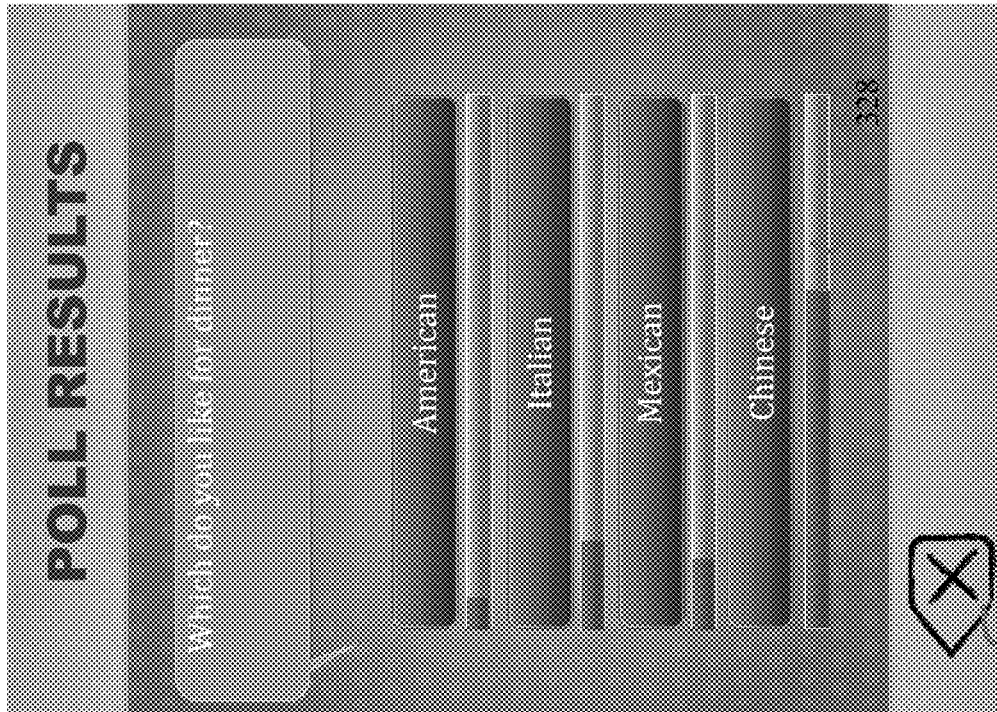 POLL RESULTS
Which do you like for dinner?
American
Italian
Mexican
Chinese
328